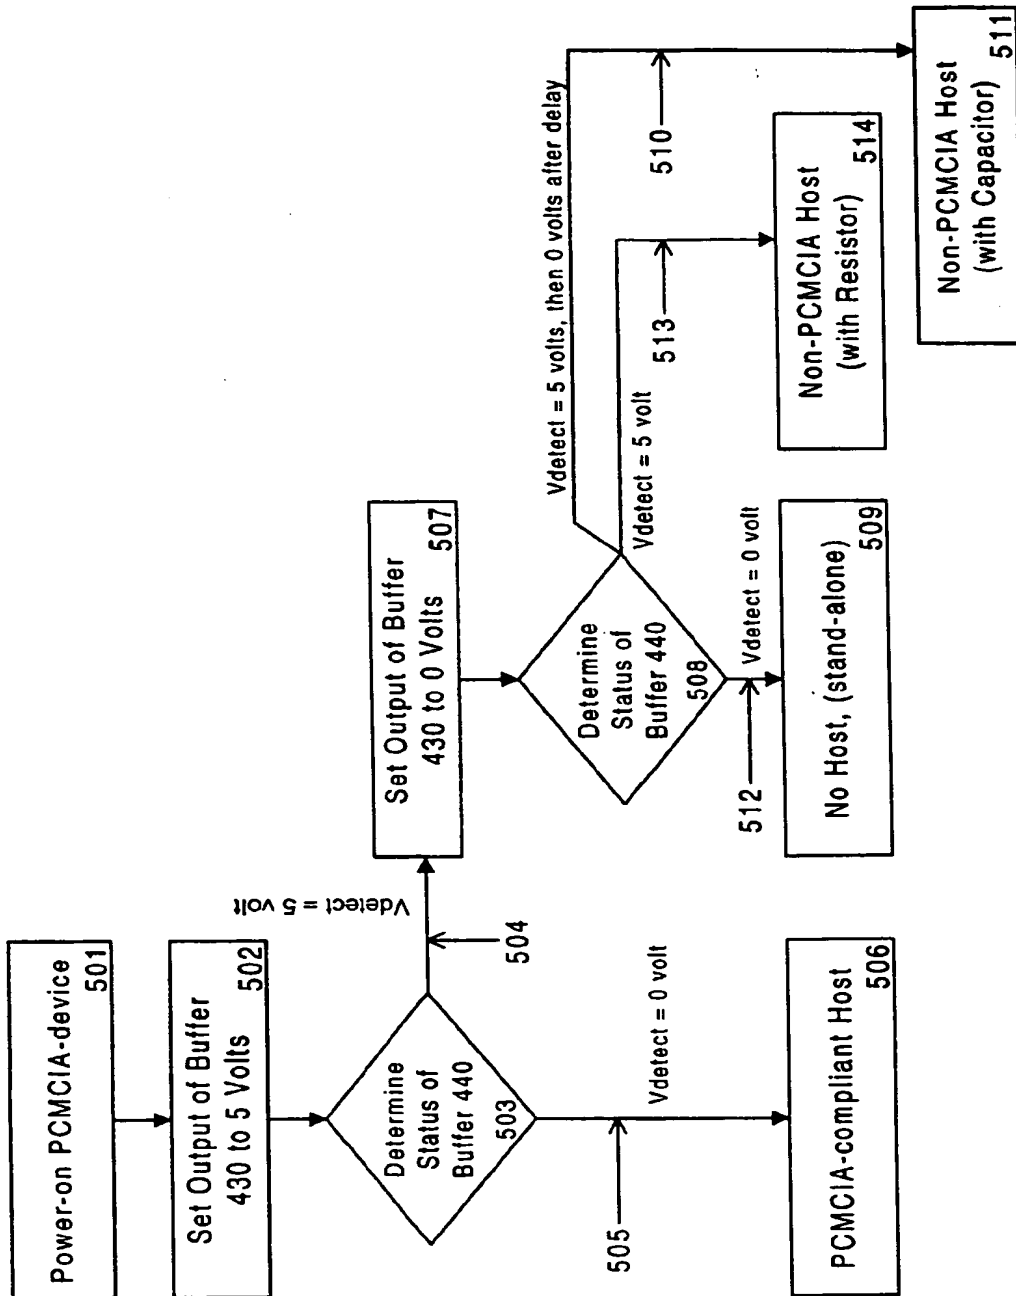 Power-on PCMCIA-device
501
Set Output of Buffer
430 to 5 Volts
502
Determine
Status of
Buffer 440
503
Vdetect = 5 volt
504
Vdetect = 0 volt
505
PCMCIA-compliant Host
506
Set Output of Buffer
430 to 0 Volts
507
Determine
Status of
Buffer 440
508
Vdetect = 0 volt
512
No Host, (stand-alone)
509
Vdetect = 5 volt
513
Non-PCMCIA Host
(with Resistor)
514
Vdetect = 5 volts, then 0 volts after delay
510
Non-PCMCIA Host
(with Capacitor)
511